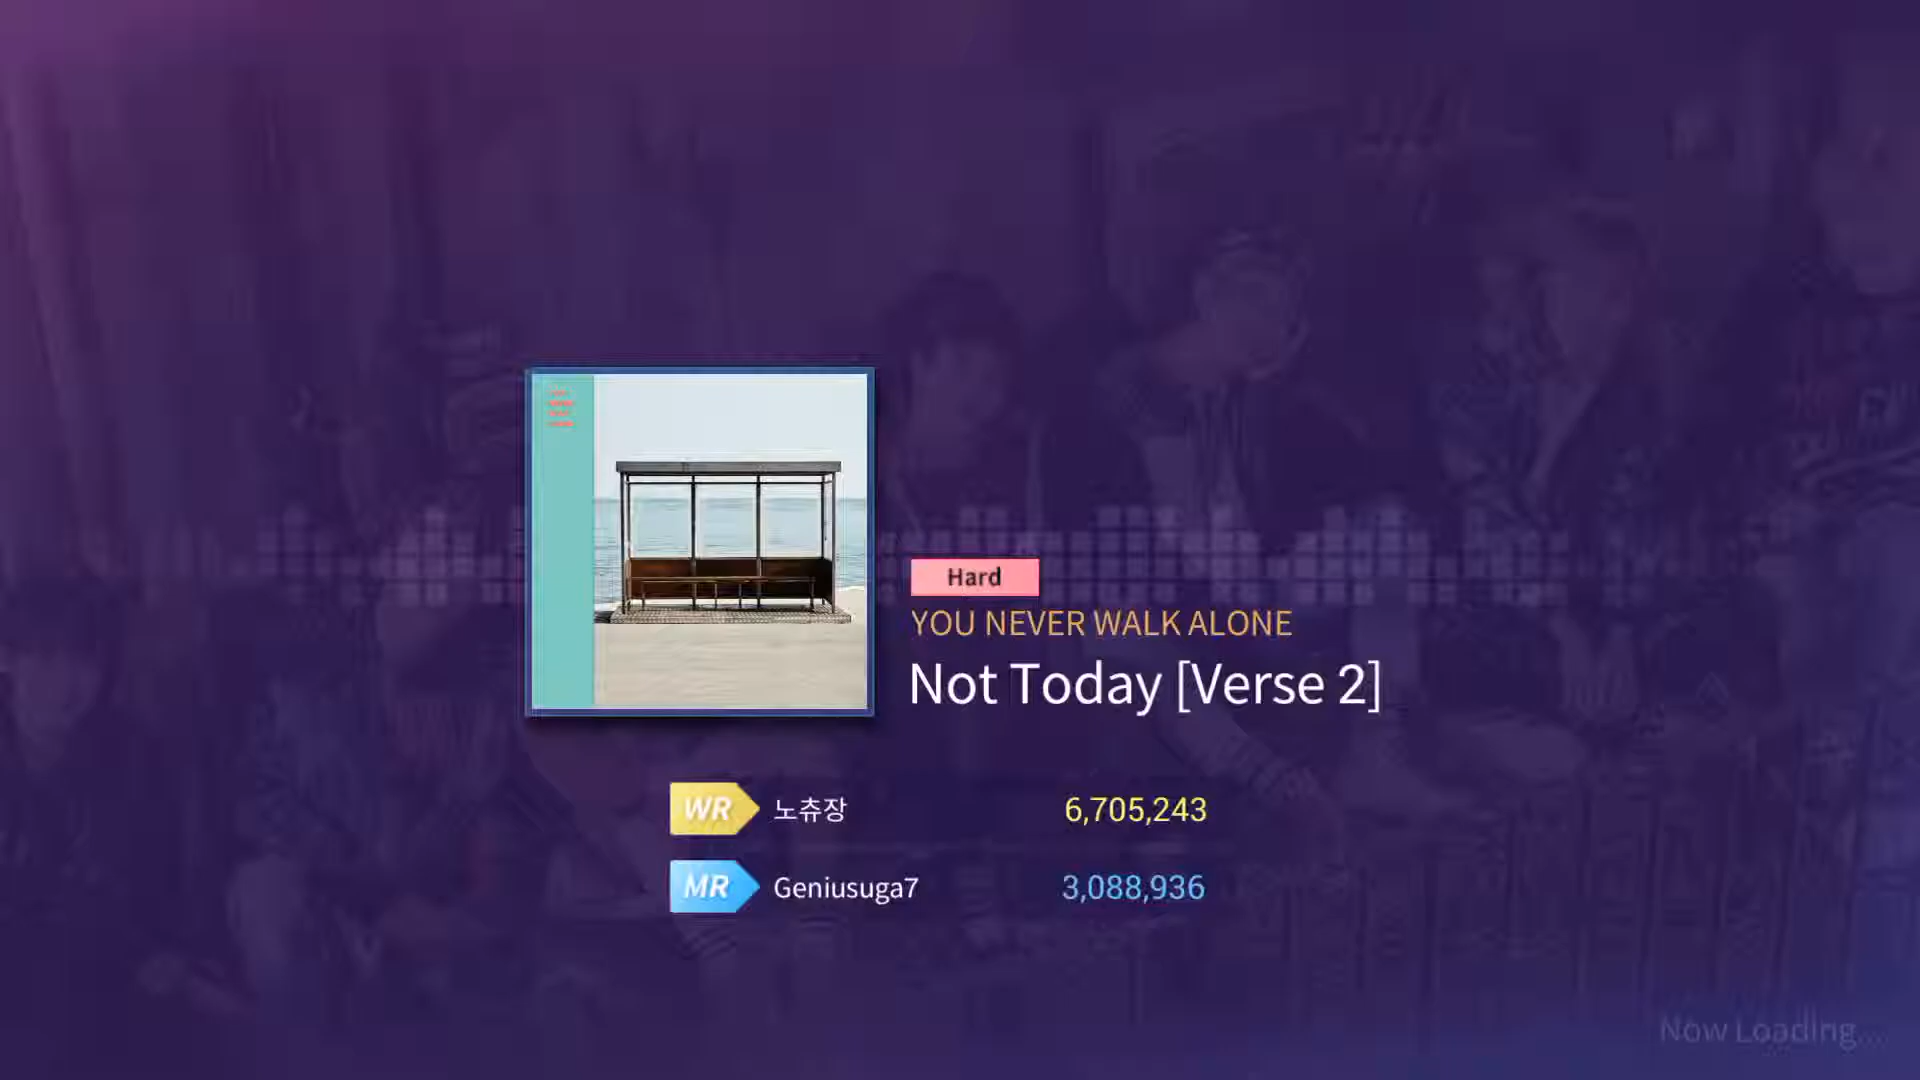 Hard
YOU NEVER WALK ALONE
Not Today [Verse 2]
WR 노츄장 6,705,243
MR Geniusuga7 3,088,936
Now Loading...